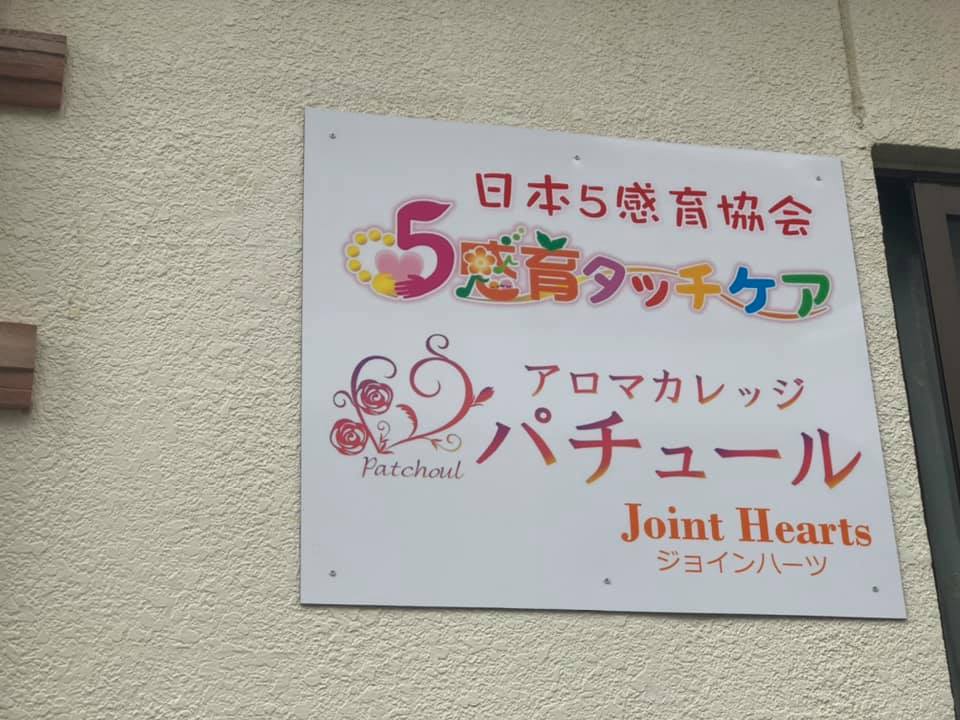 日本5感育協会
5感育タッチケア
アロマカレッジ
パチュール
Patchoul
Joint Hearts
ジョインハーツ